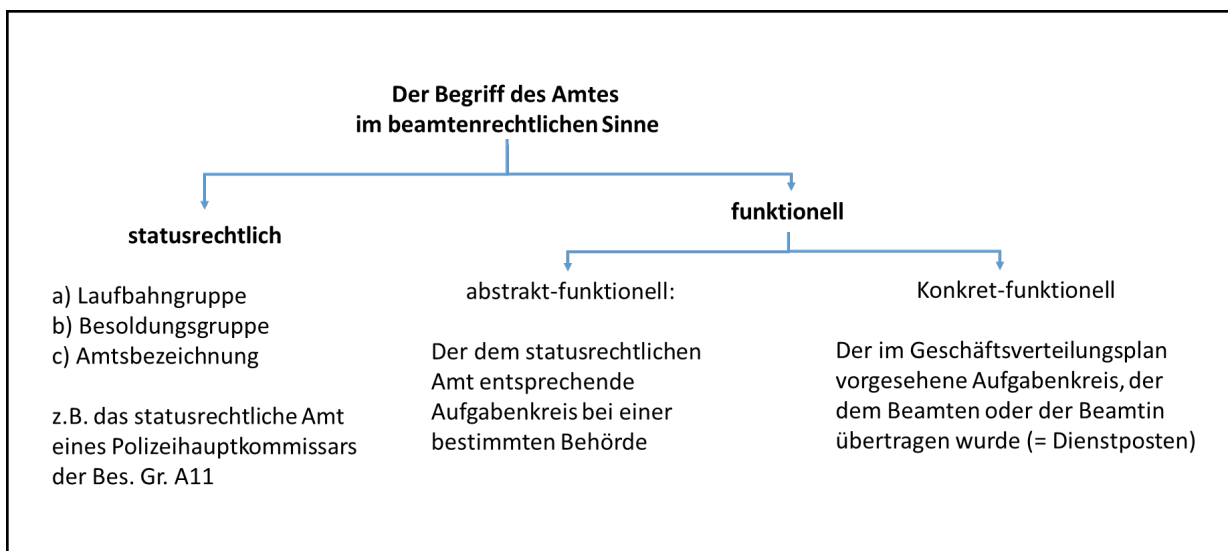 Der Begriff des Amtes
im beamtenrechtlichen Sinne
statusrechtlich
a) Laufbahngruppe
b) Besoldungsgruppe
c) Amtsbezeichnung
z.B. das statusrechtliche Amt
eines Polizeihauptkommissars
der Bes. Gr. A11
funktionell
abstrakt-funktionell:
Der dem statusrechtlichen
Amt entsprechende
Aufgabenkreis bei einer
bestimmten Behörde
Konkret-funktionell
Der im Geschäftsverteilungsplan
vorgesehene Aufgabenkreis, der
dem Beamten oder der Beamtin
übertragen wurde (= Dienstposten)